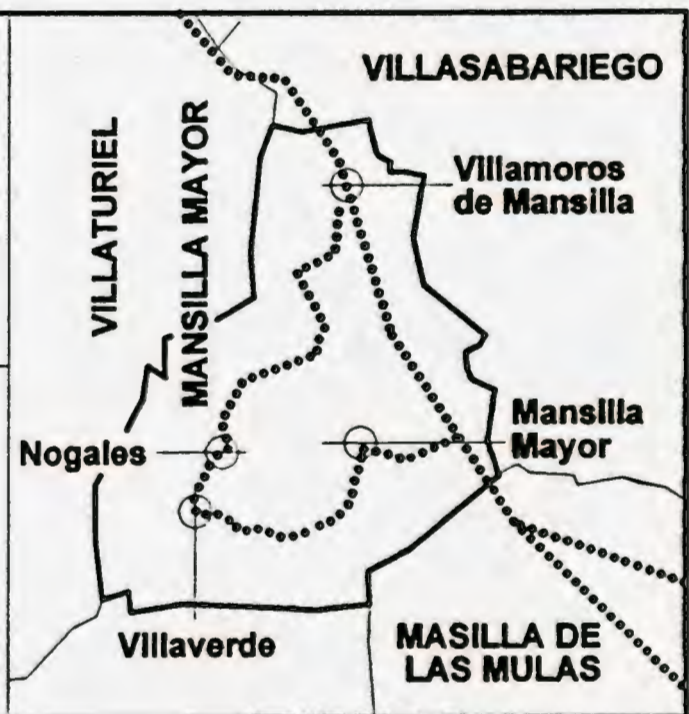 VILLASABARIEGO
VILLATURIEL
MANSILLA MAYOR
Villamoros
de Mansilla
Mansilla
Mayor
Nogales
Villaverde
MASILLA DE
LAS MULAS